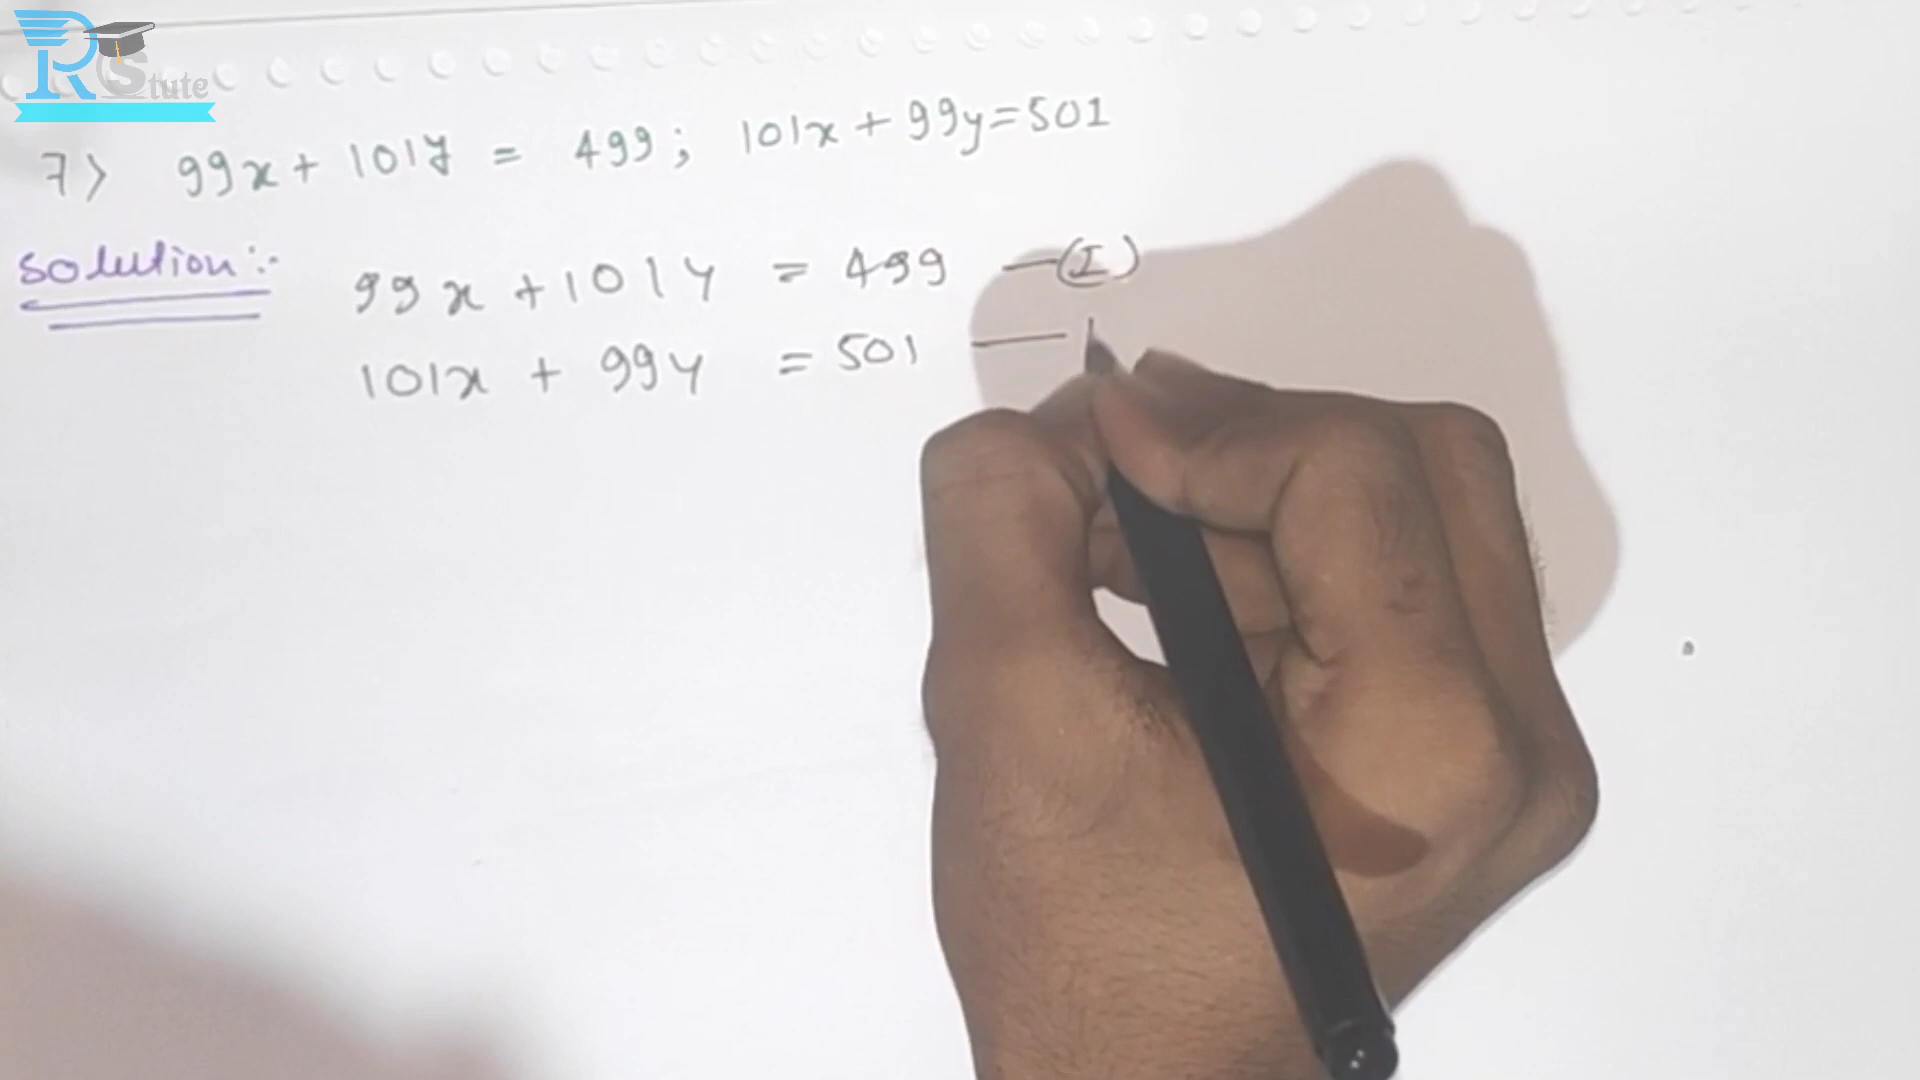 RStute
7> 99x + 101y = 499; 101x + 99y = 501
Solution:-
99x + 101y = 499 —(I)
101x + 99y = 501 —